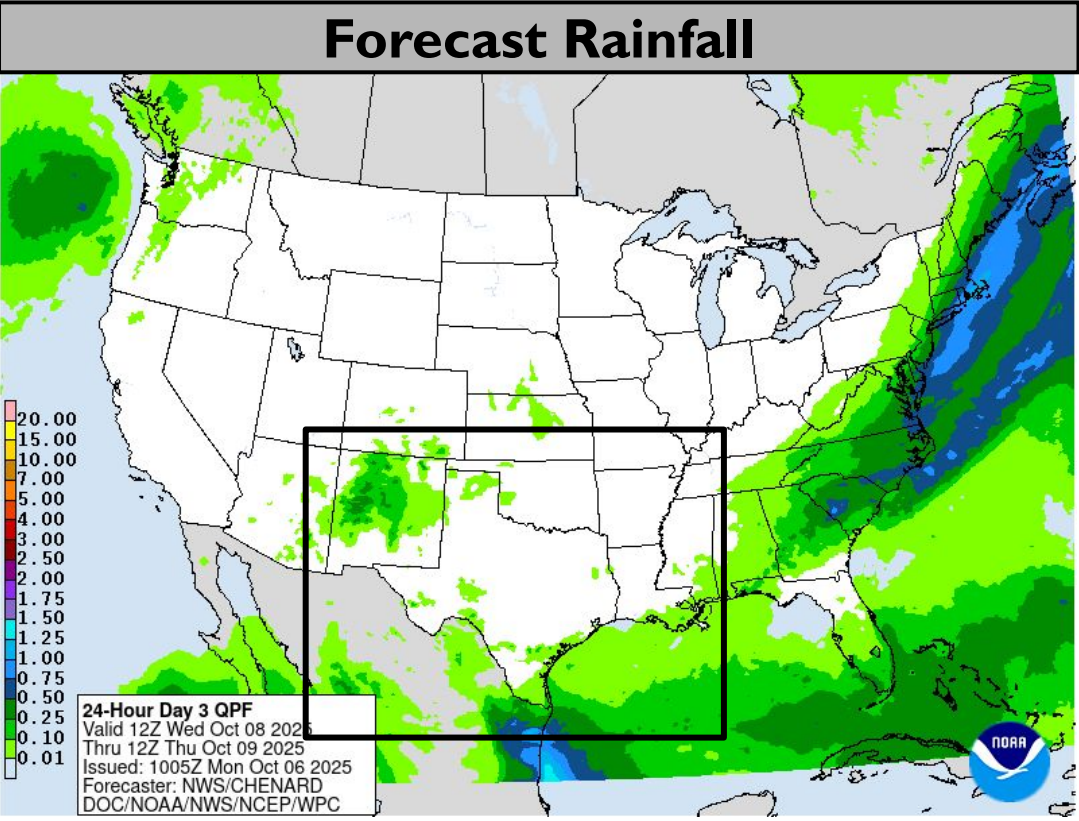 Forecast Rainfall
20.00
15.00
10.00
7.00
5.00
4.00
3.00
2.50
2.00
1.75
1.50
1.25
1.00
0.75
0.50
0.25
0.10
0.01
24-Hour Day 3 QPF
Valid 12Z Wed Oct 08 2025
Thru 12Z Thu Oct 09 2025
Issued: 1005Z Mon Oct 06 2025
Forecaster: NWS/CHENARD
DOC/NOAA/NWS/NCEP/WPC
NOAA